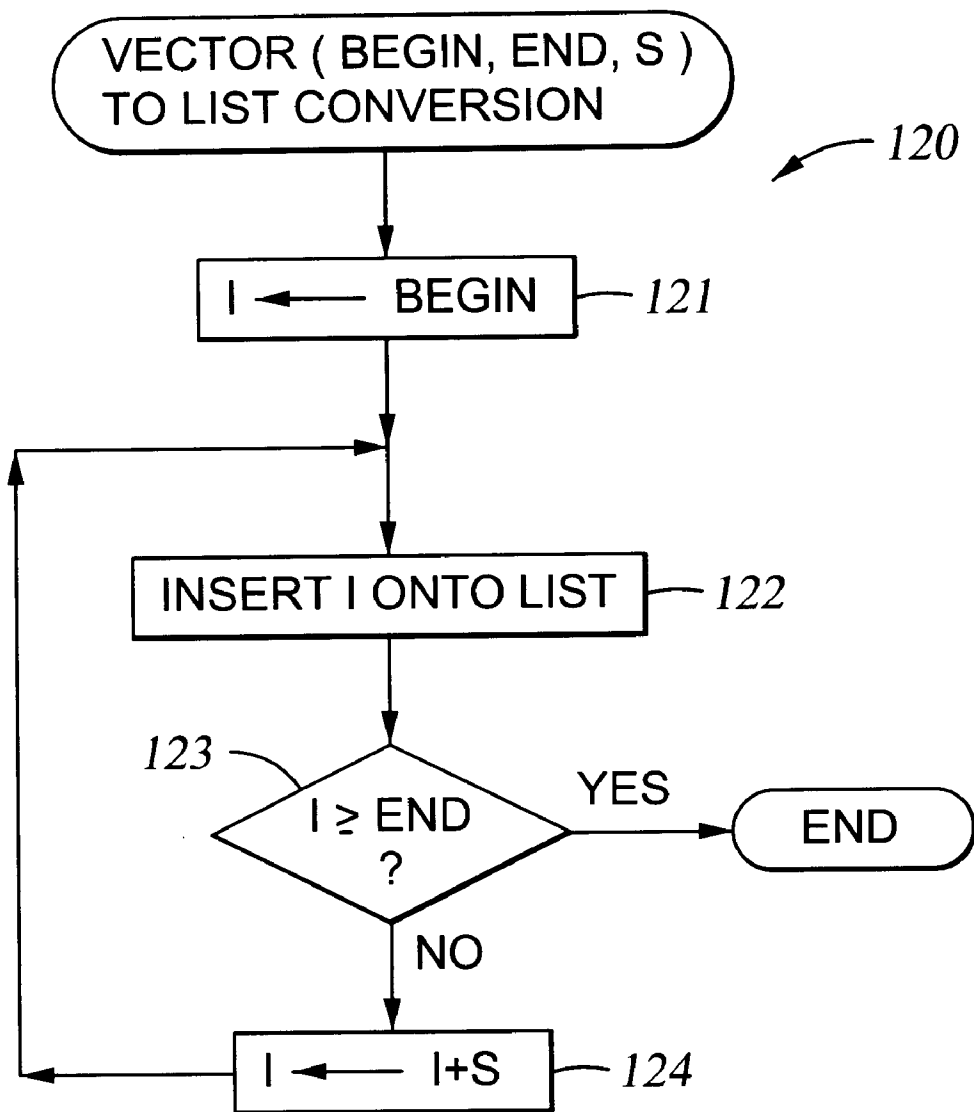 VECTOR ( BEGIN, END, S )
TO LIST CONVERSION
120
I ← BEGIN
121
INSERT I ONTO LIST
122
123
I ≥ END
?
YES
END
NO
I ← I+S
124